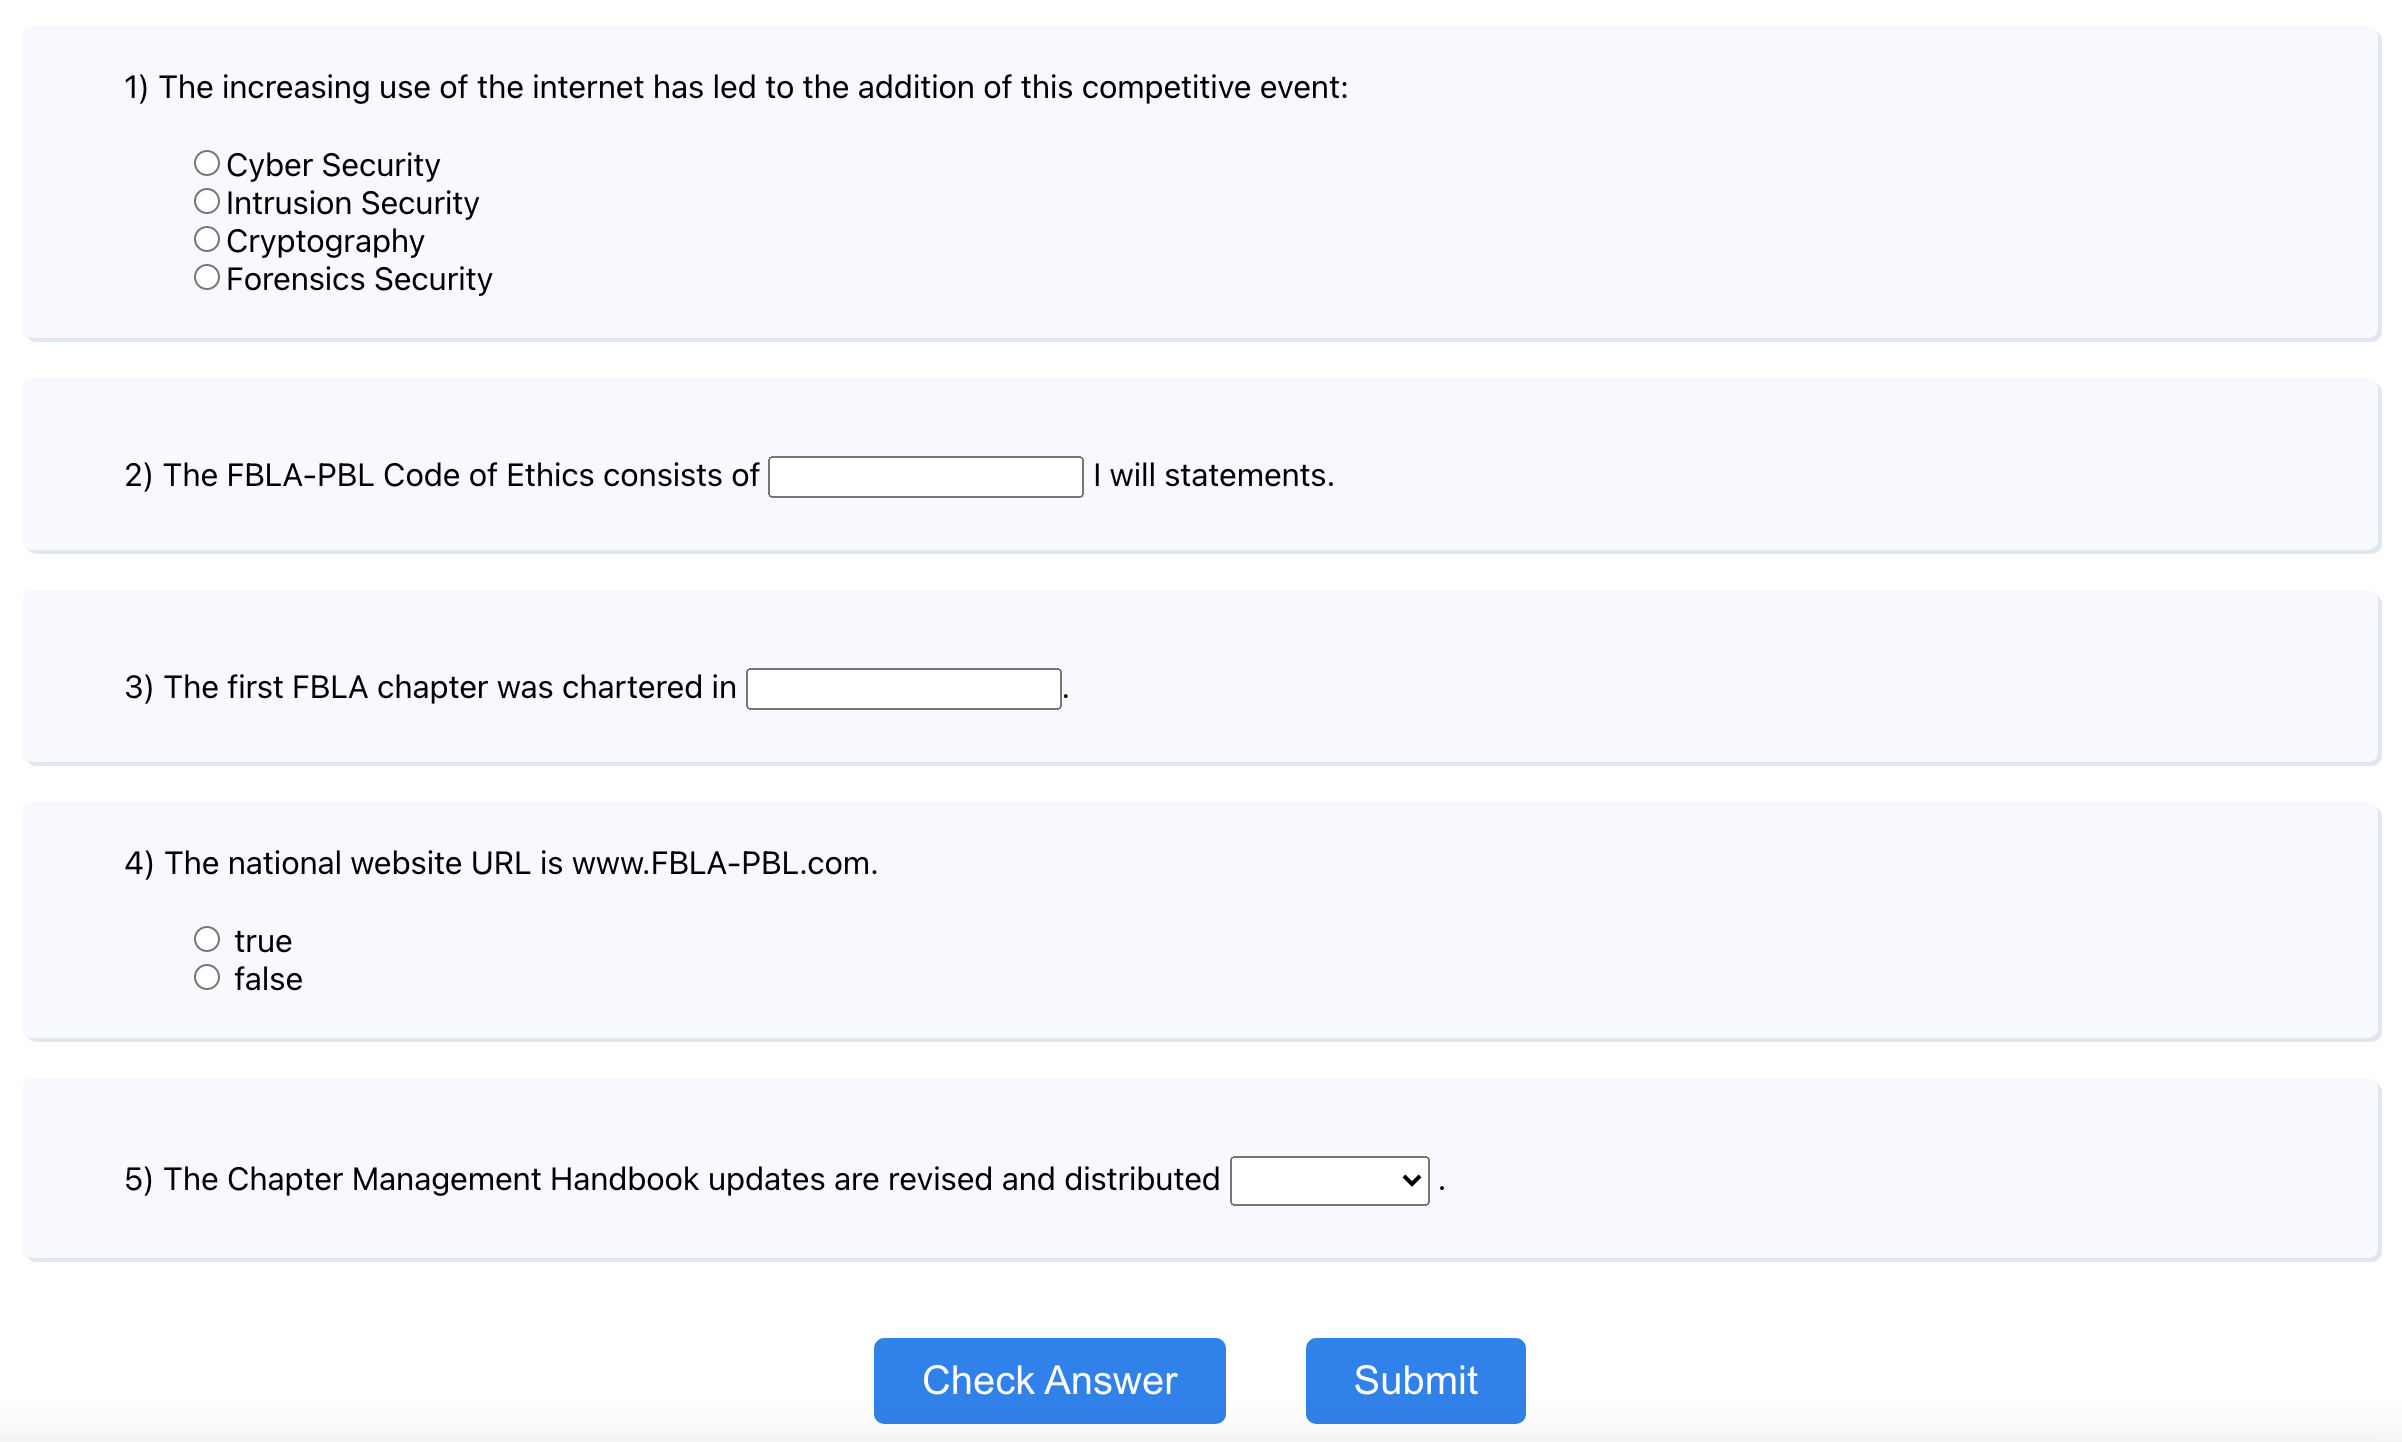 1) The increasing use of the internet has led to the addition of this competitive event:
Cyber Security
Intrusion Security
Cryptography
Forensics Security
2) The FBLA-PBL Code of Ethics consists of I will statements.
3) The first FBLA chapter was chartered in .
4) The national website URL is www.FBLA-PBL.com.
true
false
5) The Chapter Management Handbook updates are revised and distributed .
Check Answer Submit